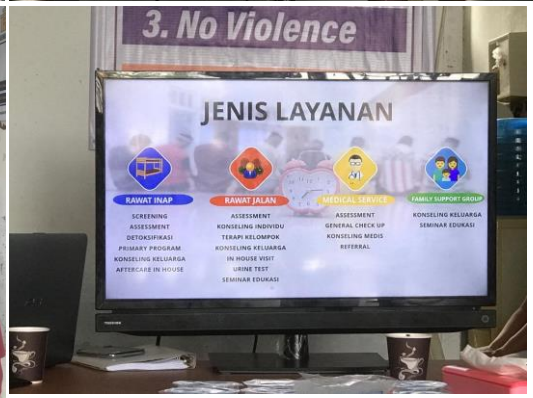 3. No Violence
JENIS LAYANAN
RAWAT INAP
SCREENING
ASSESSMENT
DETOKSIFIKASI
PRIMARY PROGRAM
KONSELING KELUARGA
AFTERCARE IN HOUSE
RAWAT JALAN
ASSESSMENT
KONSELING INDIVIDU
TERAPI KELOMPOK
KONSELING KELUARGA
IN HOUSE VISIT
URINE TEST
SEMINAR EDUKASI
MEDICAL SERVICE
ASSESSMENT
GENERAL CHECK UP
KONSELING MEDIS
REFERRAL
FAMILY SUPPORT GROUP
KONSELING KELUARGA
SEMINAR EDUKASI
TOSHIBA